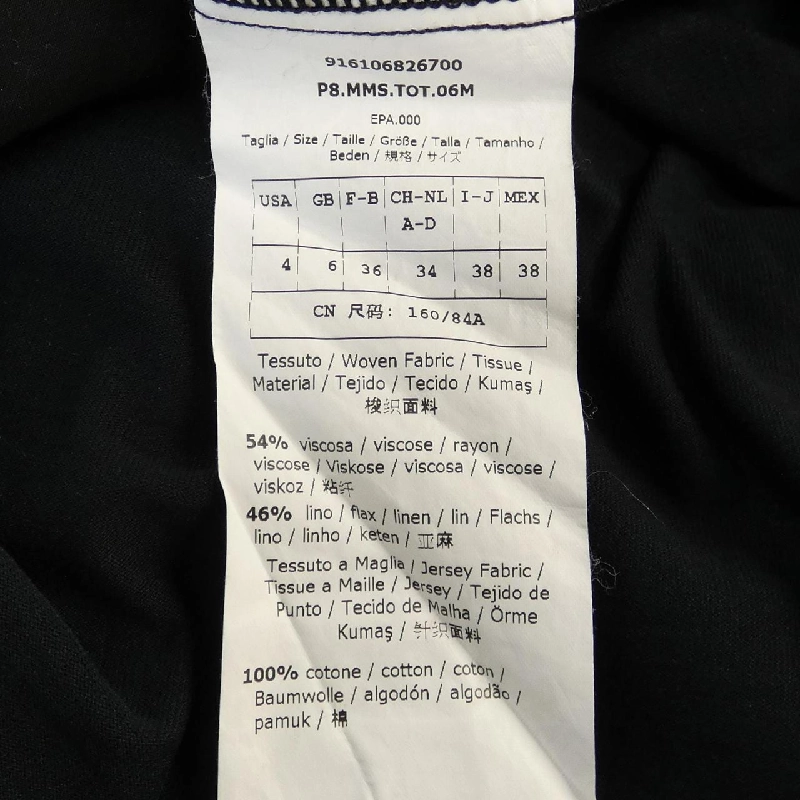 916106826700
P8.MMS.TOT.06M
EPA.000
Taglia / Size / Taille / Größe / Talla / Tamanho /
Beden / 規格 / サイズ
USA GB F-B CH-NL I-J MEX
A-D
4 6 36 34 38 38
CN 尺码: 160/84A
Tessuto / Woven Fabric / Tissue /
Material / Tejido / Tecido / Kumaş /
梭织面料
54% viscosa / viscose / rayon /
viscose / Viskose / viscosa / viscose /
viskoz / 粘纤
46% lino / flax / linen / lin / Flachs /
lino / linho / keten / 亚麻
Tessuto a Maglia / Jersey Fabric /
Tissue a Maille / Jersey / Tejido de
Punto / Tecido de Malha / Örme
Kumaş / 针织面料
100% cotone / cotton / coton /
Baumwolle / algodón / algodão /
pamuk / 棉